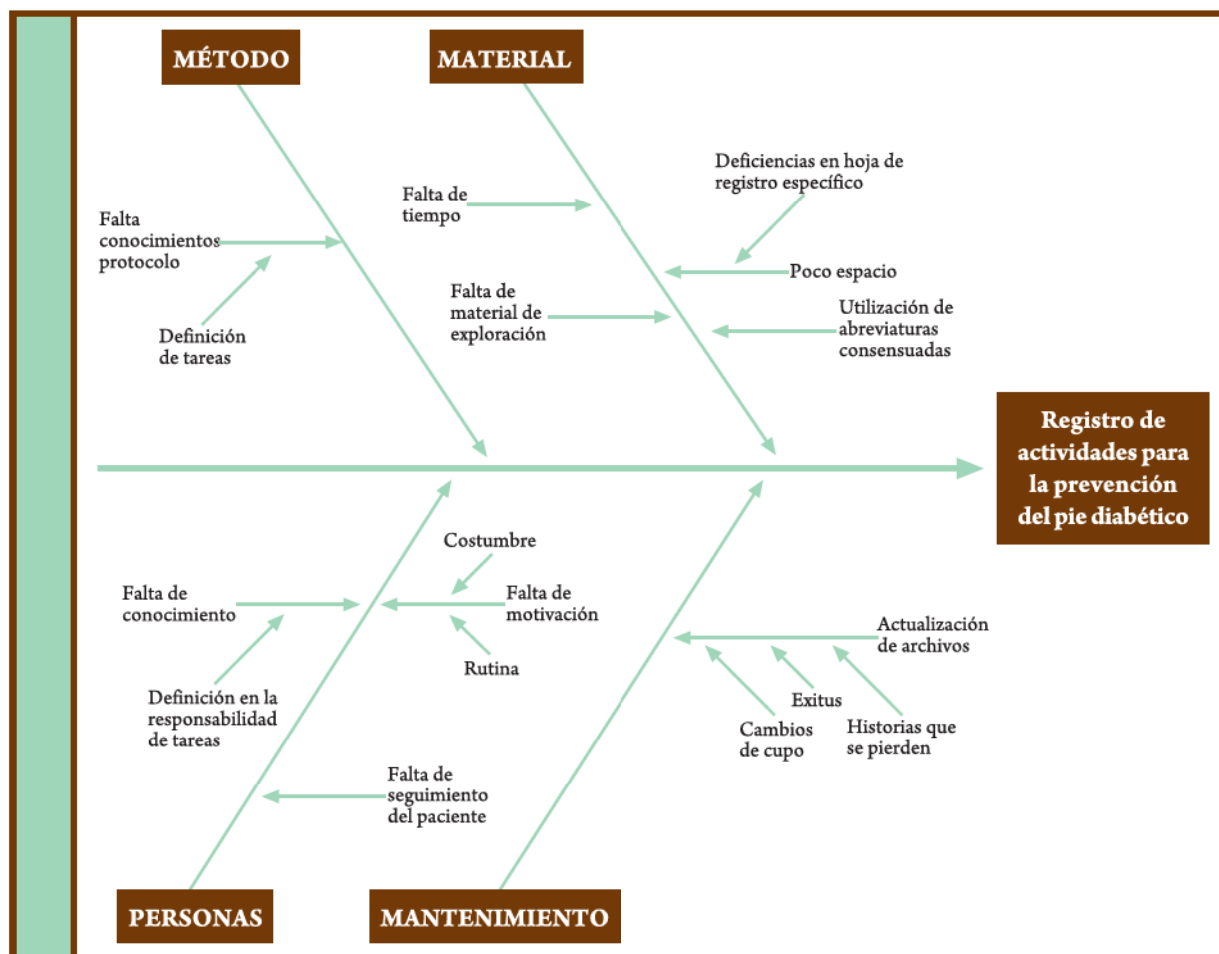 MÉTODO
MATERIAL
Deficiencias en hoja de
registro específico
Falta de
tiempo
Falta
conocimientos
protocolo
Poco espacio
Falta de
material de
exploración
Utilización de
abreviaturas
consensuadas
Definición
de tareas
Registro de
actividades para
la prevención
del pie diabético
Costumbre
Falta de
conocimiento
Falta de
motivación
Actualización
de archivos
Rutina
Definición en la
responsabilidad
de tareas
Exitus
Cambios
de cupo
Historias que
se pierden
Falta de
seguimiento
del paciente
PERSONAS
MANTENIMIENTO